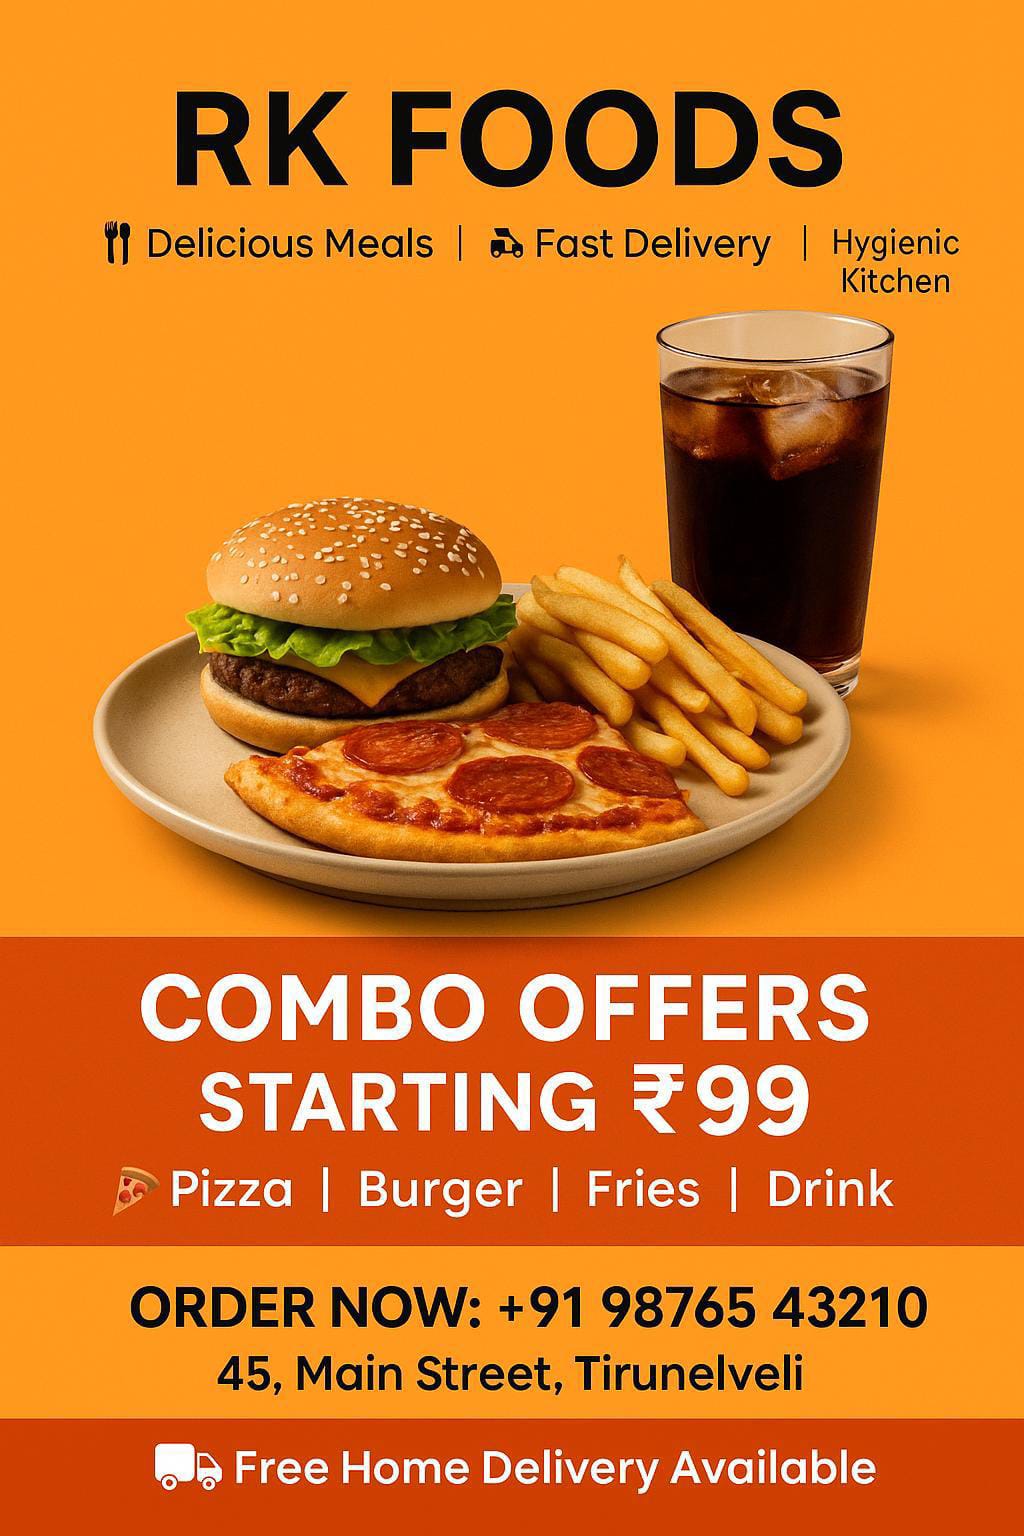 RK FOODS
Delicious Meals | Fast Delivery | Hygienic Kitchen
COMBO OFFERS
STARTING ₹99
Pizza | Burger | Fries | Drink
ORDER NOW: +91 98765 43210
45, Main Street, Tirunelveli
Free Home Delivery Available